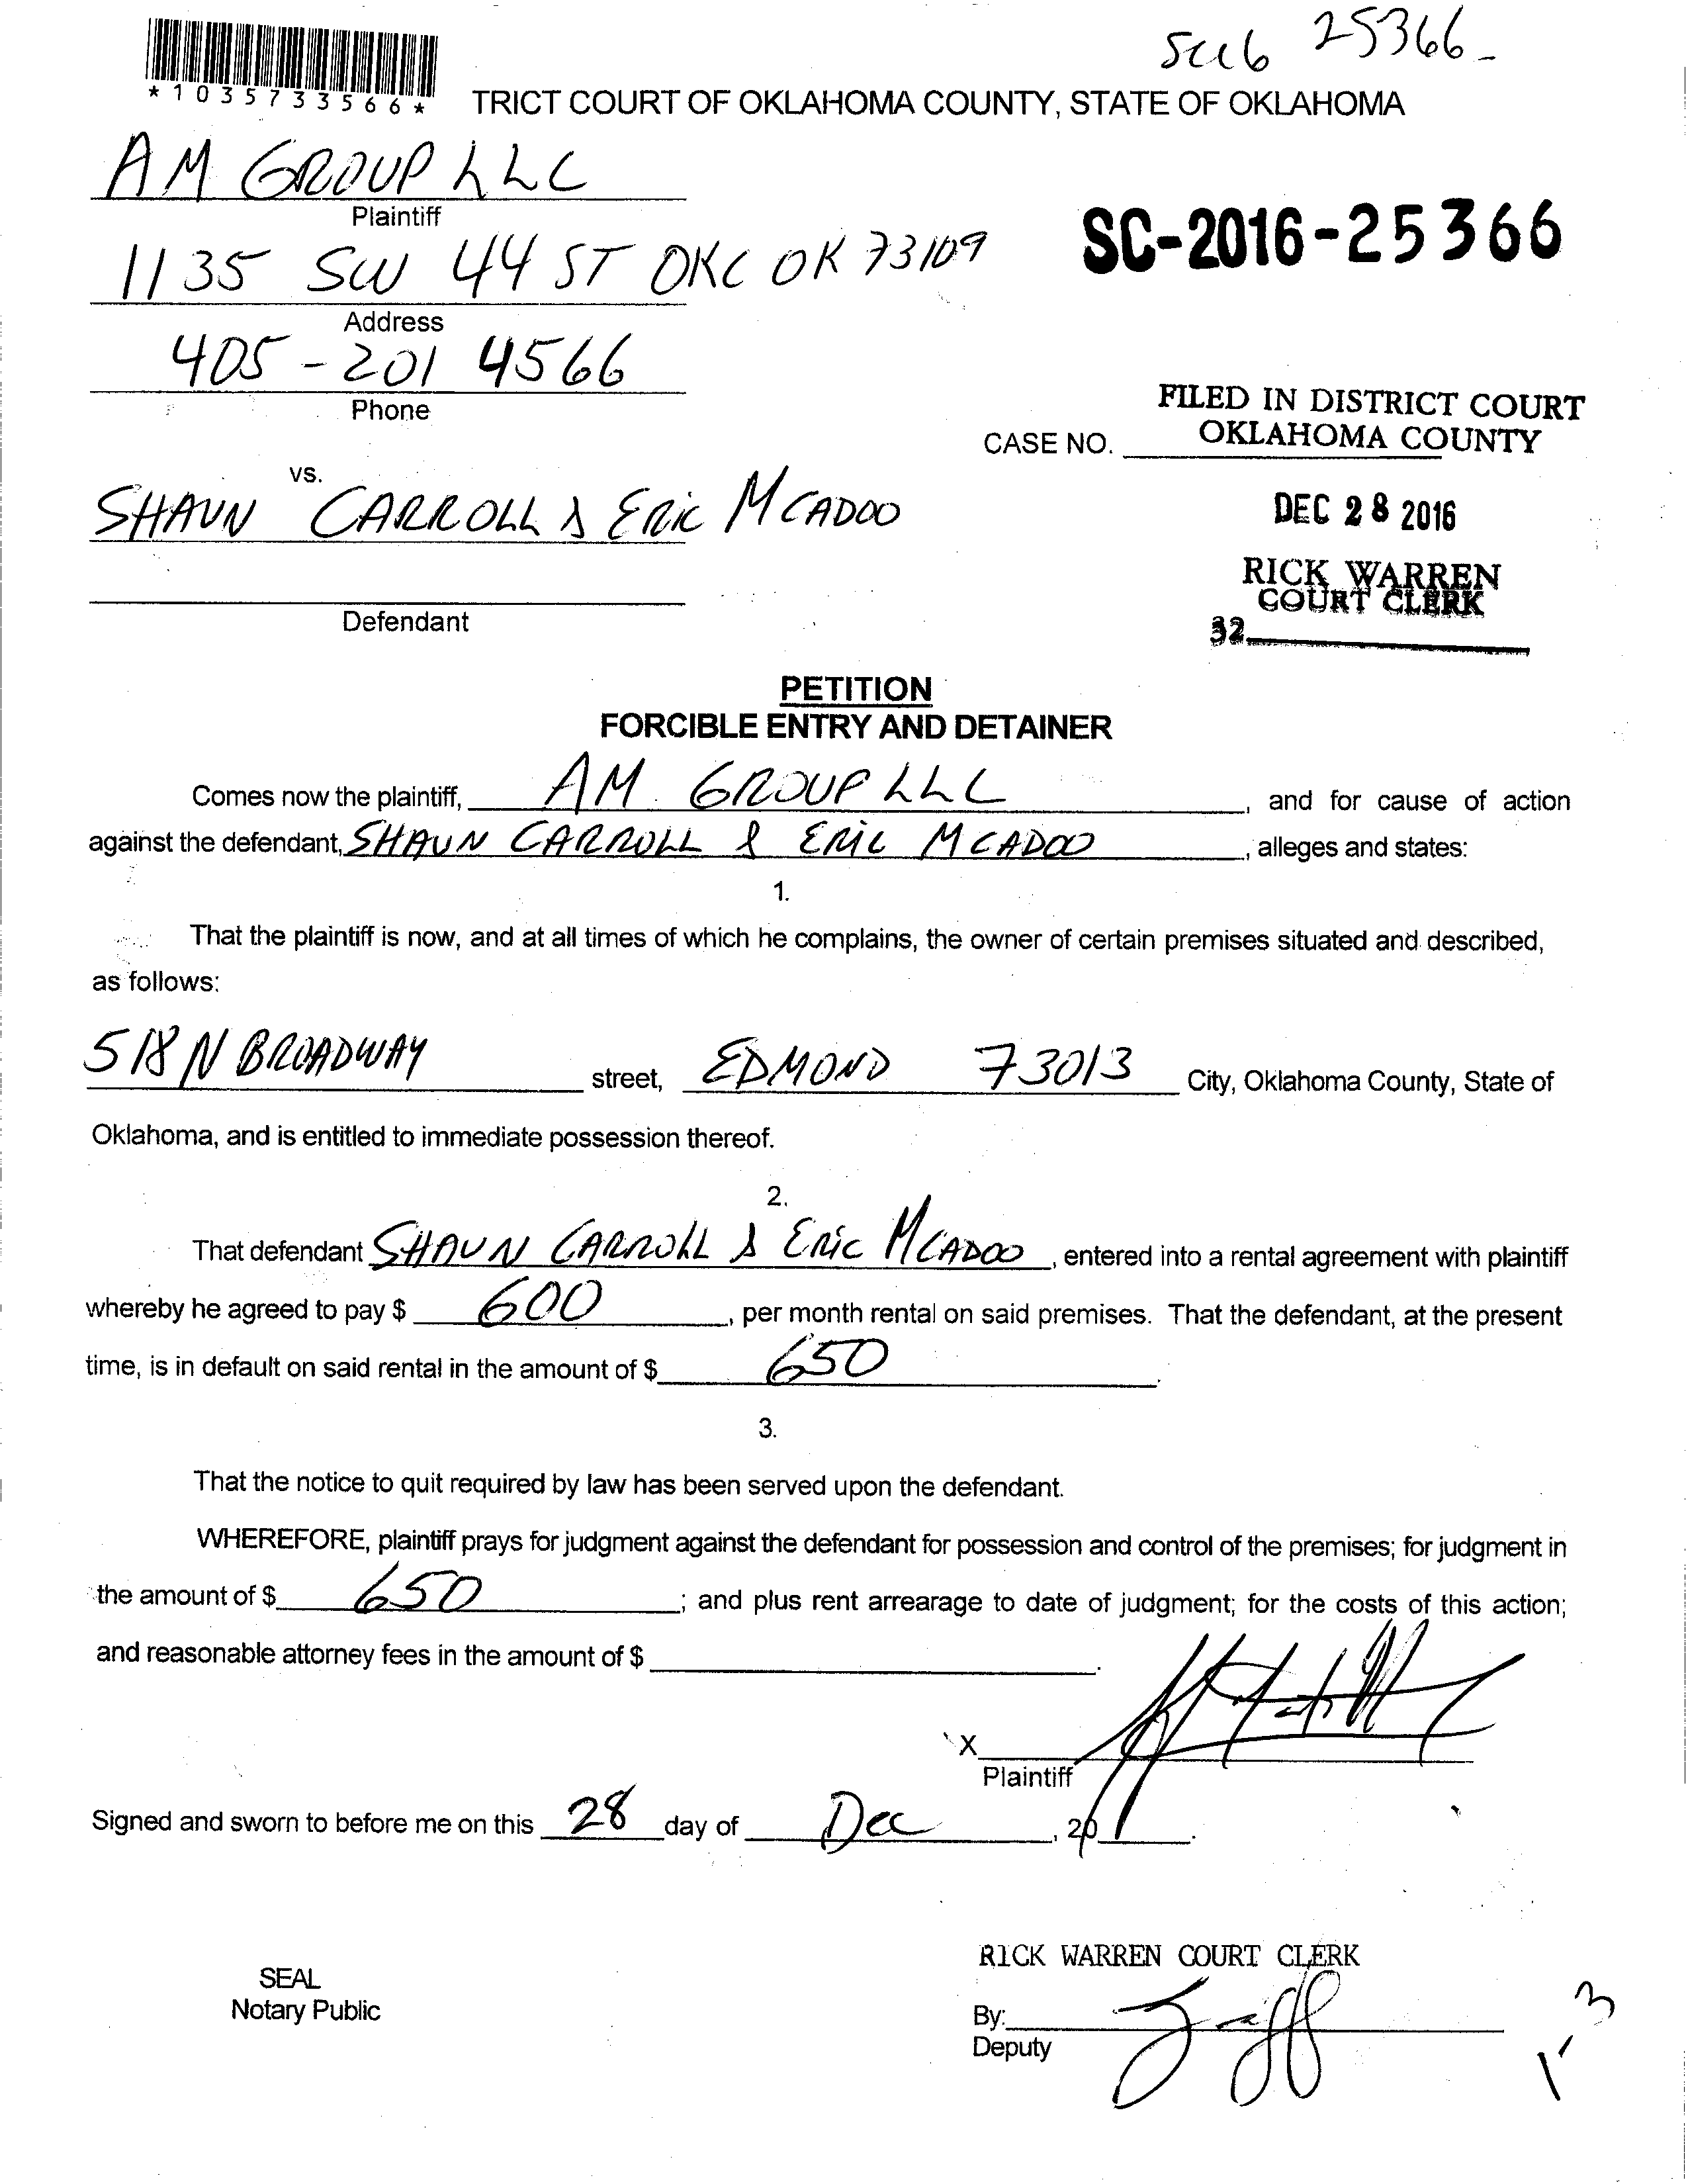 SC16 25366-
*1035733566*
TRICT COURT OF OKLAHOMA COUNTY, STATE OF OKLAHOMA
AM GROUP LLC
Plaintiff
SC-2016-25366
1135 SW 44 ST OKC OK 73109
Address
405-201 4566
Phone
FILED IN DISTRICT COURT
OKLAHOMA COUNTY
CASE NO.
vs.
SHAUN CARROLL & ERIC MCADOO
DEC 28 2016
RICK WARREN
COURT CLERK
32
Defendant
PETITION
FORCIBLE ENTRY AND DETAINER
Comes now the plaintiff, AM GROUP LLC, and for cause of action
against the defendant, SHAUN CARROLL & ERIC MCADOO, alleges and states:
1.
That the plaintiff is now, and at all times of which he complains, the owner of certain premises situated and described,
as follows:
518 N BROADWAY street, EDMOND 73013 City, Oklahoma County, State of
Oklahoma, and is entitled to immediate possession thereof.
2.
That defendant SHAUN CARROLL & ERIC MCADOO, entered into a rental agreement with plaintiff
whereby he agreed to pay $ 600, per month rental on said premises. That the defendant, at the present
time, is in default on said rental in the amount of $ 650.
3.
That the notice to quit required by law has been served upon the defendant.
WHEREFORE, plaintiff prays for judgment against the defendant for possession and control of the premises; for judgment in
the amount of $ 650; and plus rent arrearage to date of judgment; for the costs of this action;
and reasonable attorney fees in the amount of $ .
X
Plaintiff
Signed and sworn to before me on this 28 day of Dec, 20 .
RICK WARREN COURT CLERK
SEAL
Notary Public
By:
Deputy
1-3